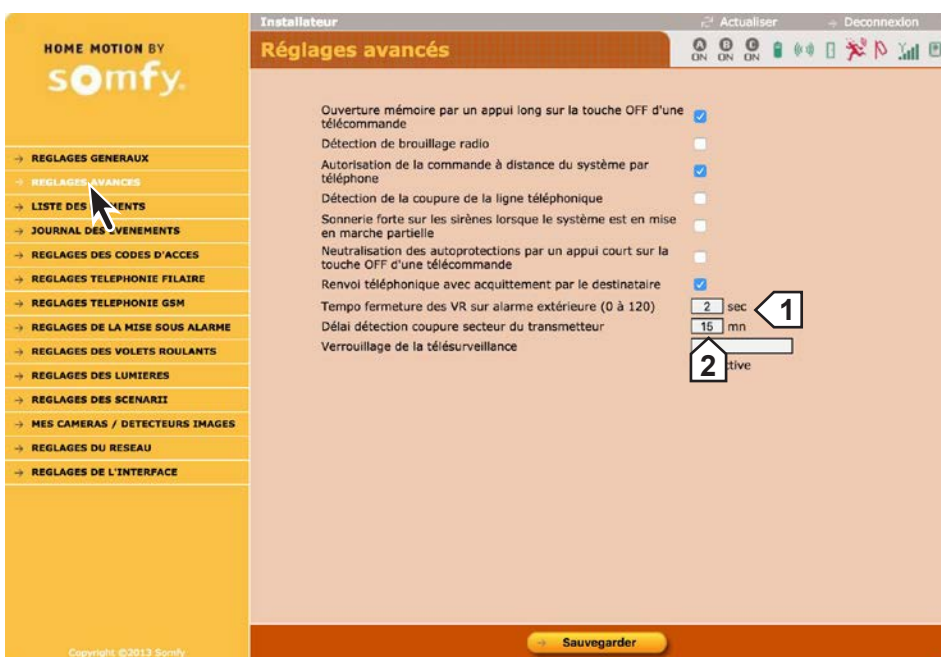 Installateur
Actualiser
Deconnexion
HOME MOTION BY
somfy.
Réglages avancés
A ON
B ON
C ON
REGLAGES GENERAUX
REGLAGES AVANCES
LISTE DES
JOURNAL DES EVENEMENTS
REGLAGES DES CODES D'ACCES
REGLAGES TELEPHONIE FILAIRE
REGLAGES TELEPHONIE GSM
REGLAGES DE LA MISE SOUS ALARME
REGLAGES DES VOLETS ROULANTS
REGLAGES DES LUMIERES
REGLAGES DES SCENARII
MES CAMERAS / DETECTEURS IMAGES
REGLAGES DU RESEAU
REGLAGES DE L'INTERFACE
Ouverture mémoire par un appui long sur la touche OFF d'une
télécommande
Détection de brouillage radio
Autorisation de la commande à distance du système par
téléphone
Détection de la coupure de la ligne téléphonique
Sonnerie forte sur les sirènes lorsque le système est en mise
en marche partielle
Neutralisation des autoprotections par un appui court sur la
touche OFF d'une télécommande
Renvoi téléphonique avec acquittement par le destinataire
Tempo fermeture des VR sur alarme extérieure (0 à 120) 2 sec 1
Délai détection coupure secteur du transmetteur 15 mn
Verrouillage de la télésurveillance
2
Sauvegarder
Copyright ©2013 Somfy